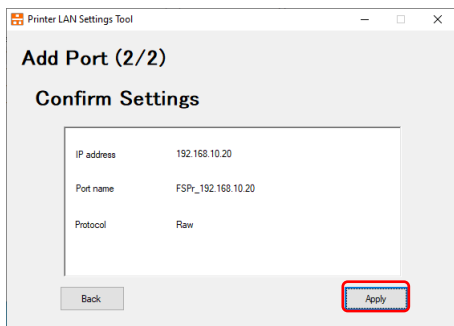 Printer LAN Settings Tool
Add Port (2/2)
Confirm Settings
IP address 192.168.10.20
Port name FSPr_192.168.10.20
Protocol Raw
Back Apply